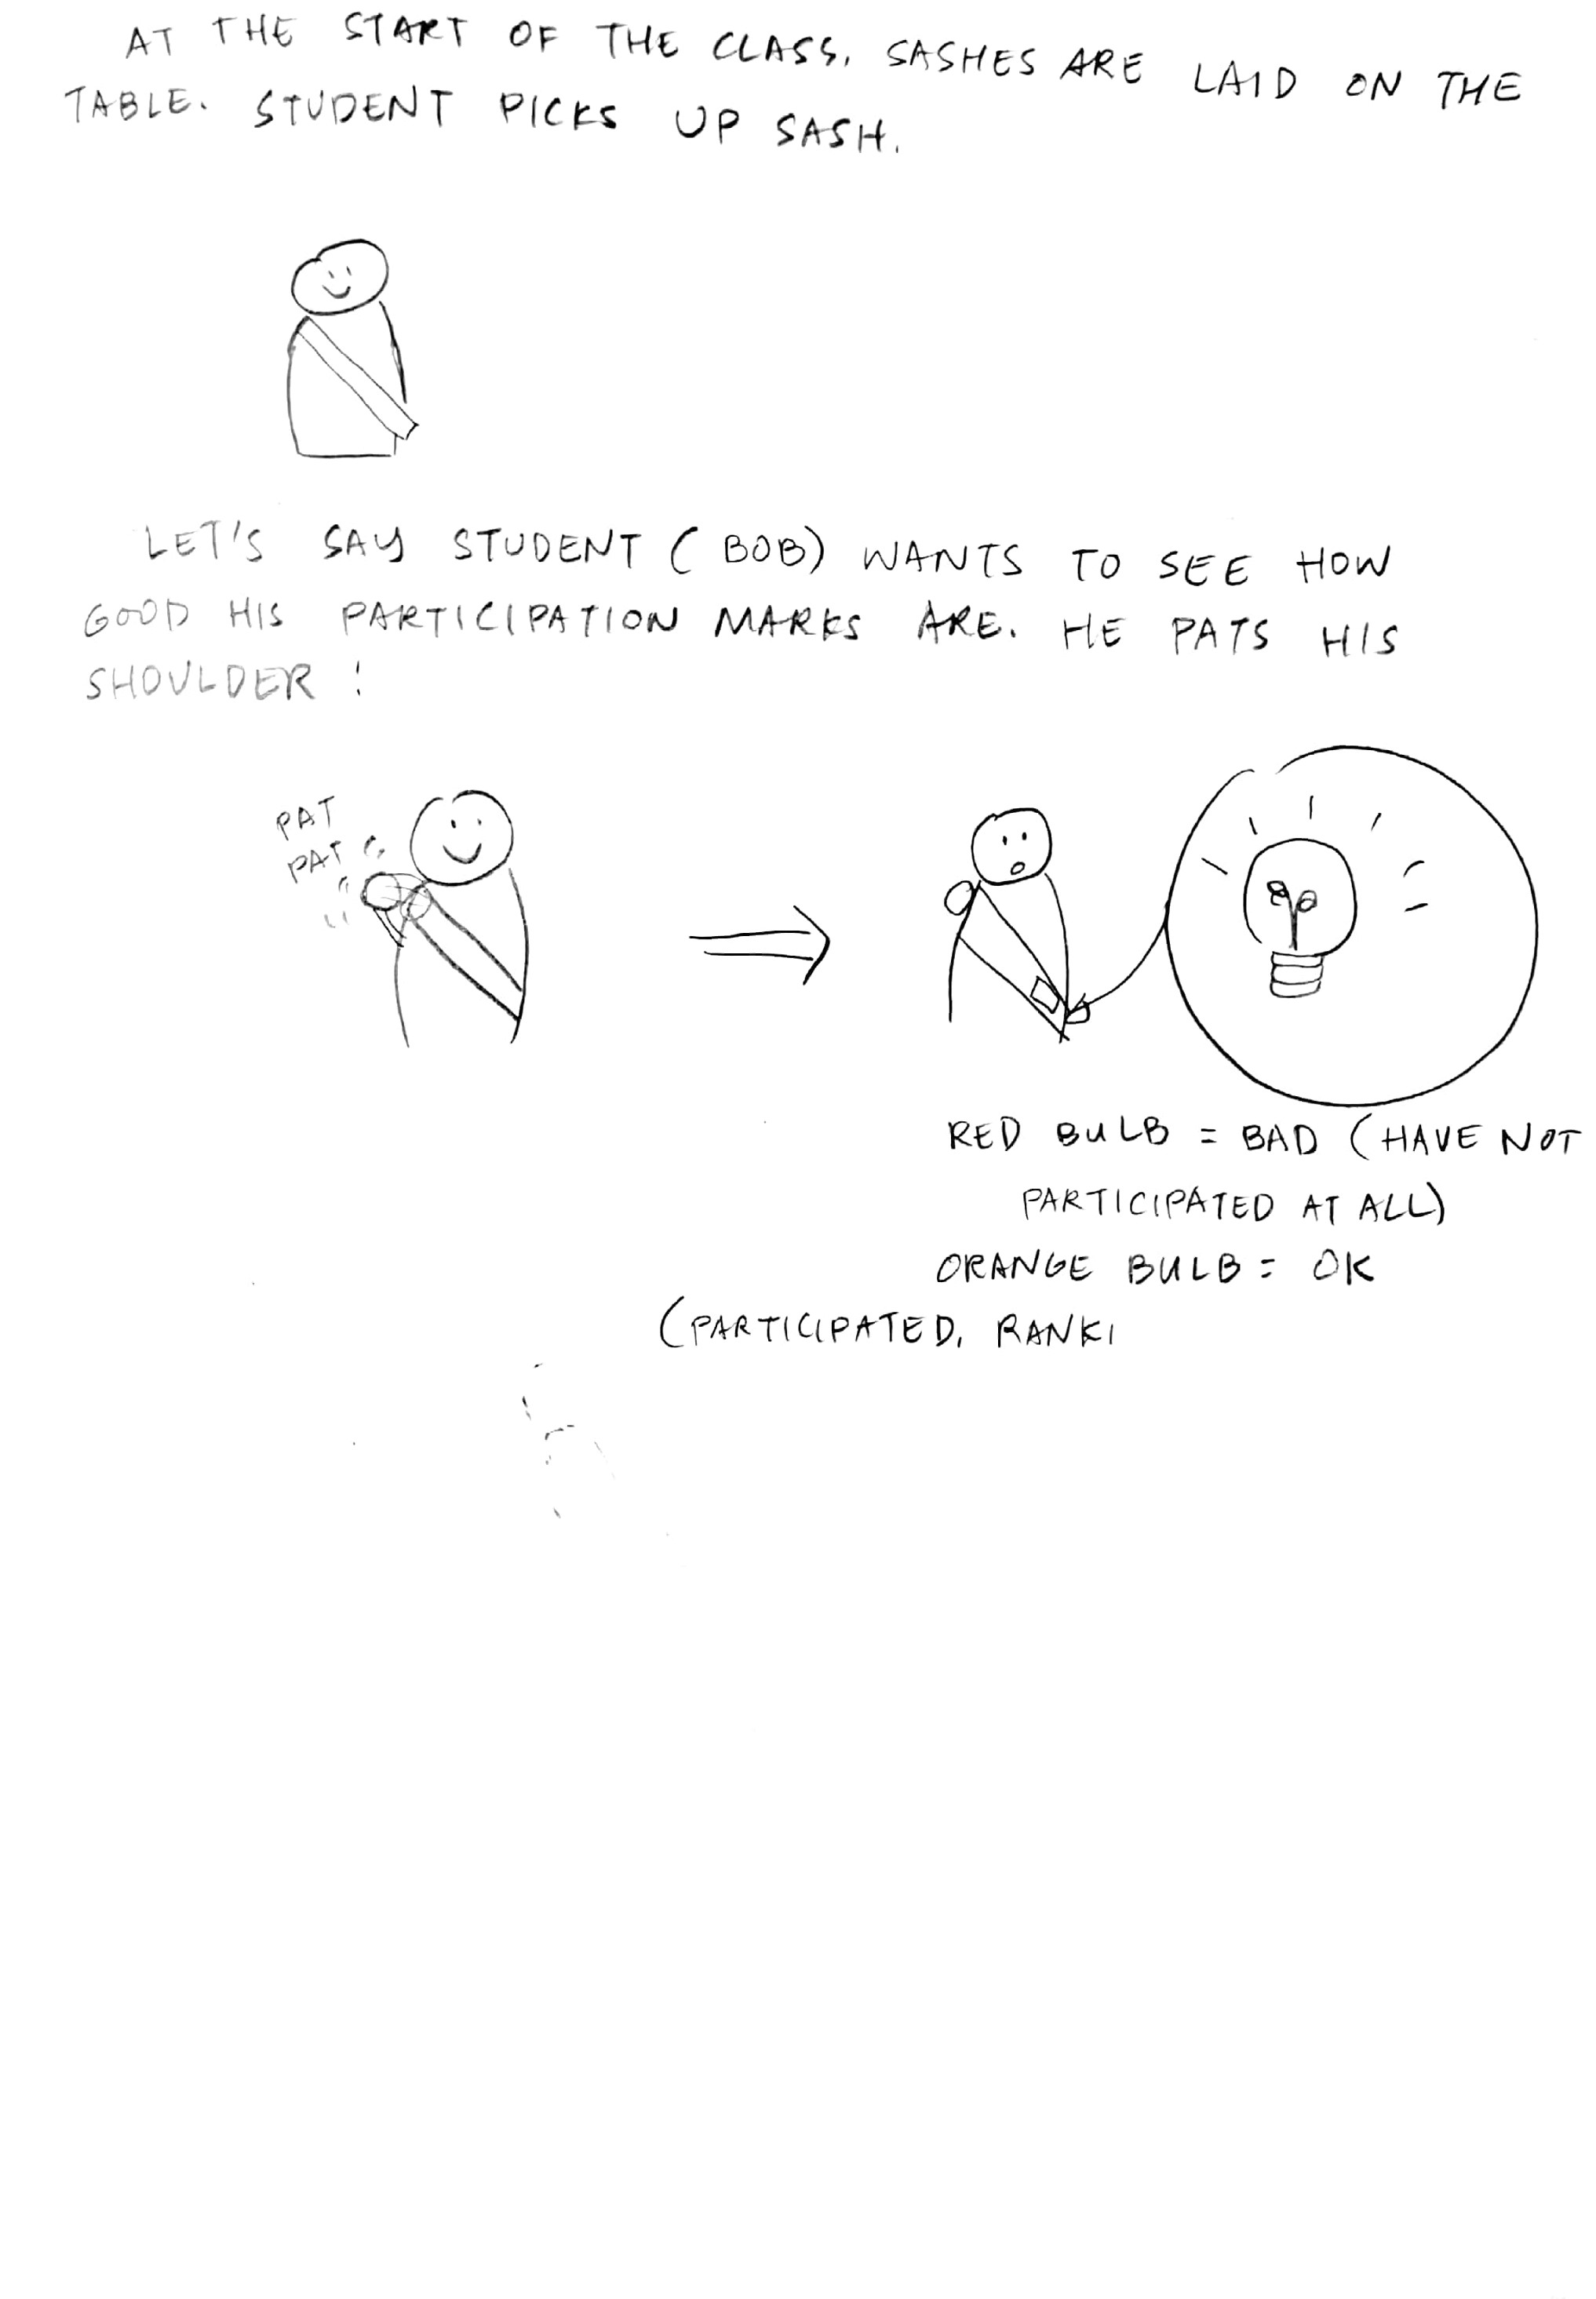 AT THE START OF THE CLASS, SASHES ARE LAID ON THE
TABLE. STUDENT PICKS UP SASH.
LET'S SAY STUDENT (BOB) WANTS TO SEE HOW
GOOD HIS PARTICIPATION MARKS ARE. HE PATS HIS
SHOULDER!
PAT
PAT
RED BULB = BAD (HAVE NOT
PARTICIPATED AT ALL)
ORANGE BULB = OK
(PARTICIPATED, RANKI